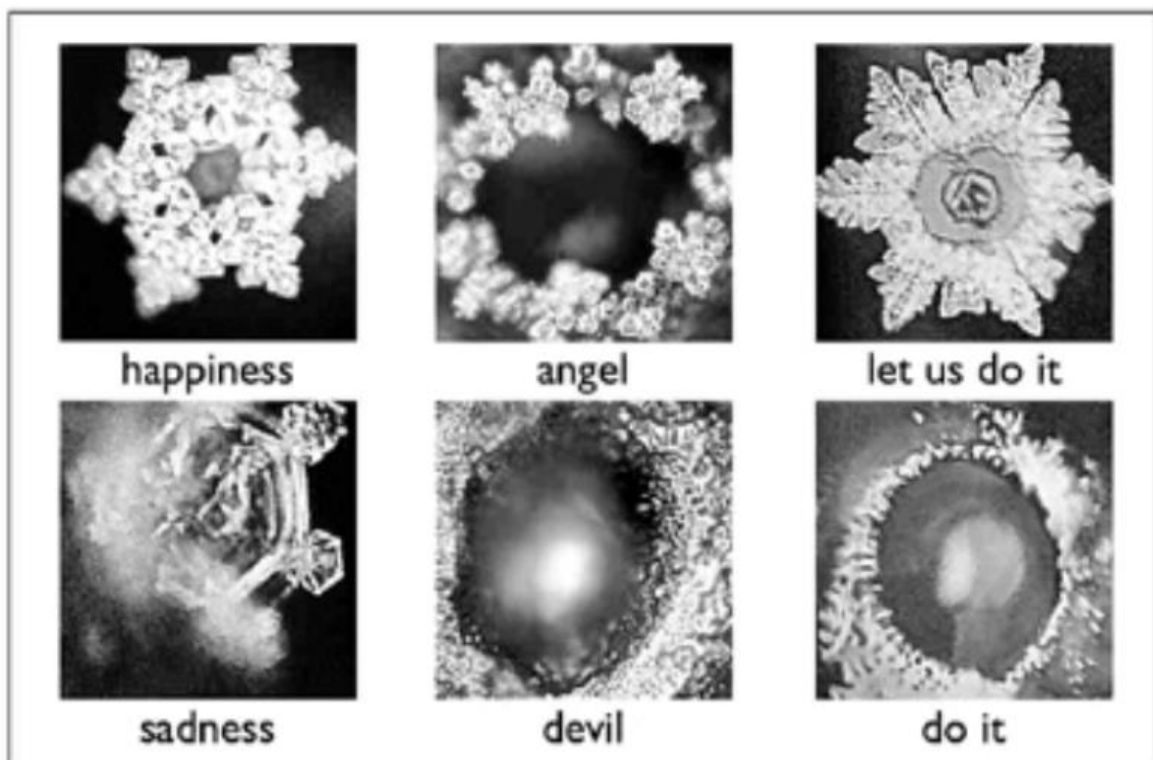 happiness
angel
let us do it
sadness
devil
do it